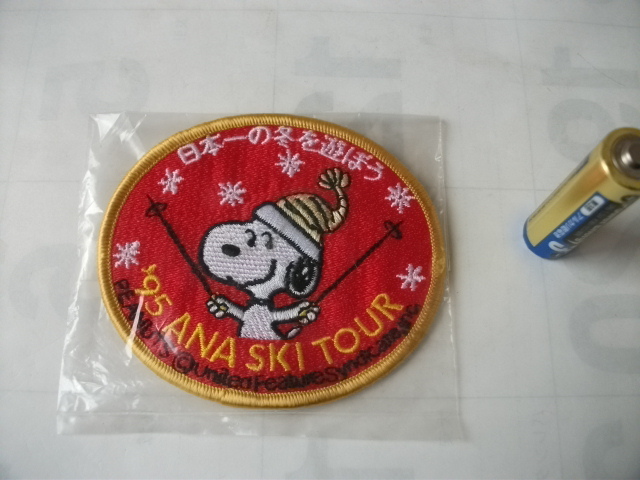 日本一の冬を遊ぼう
'95 ANA SKI TOUR
PEANUTS ©United Feature Syndicate, Inc.